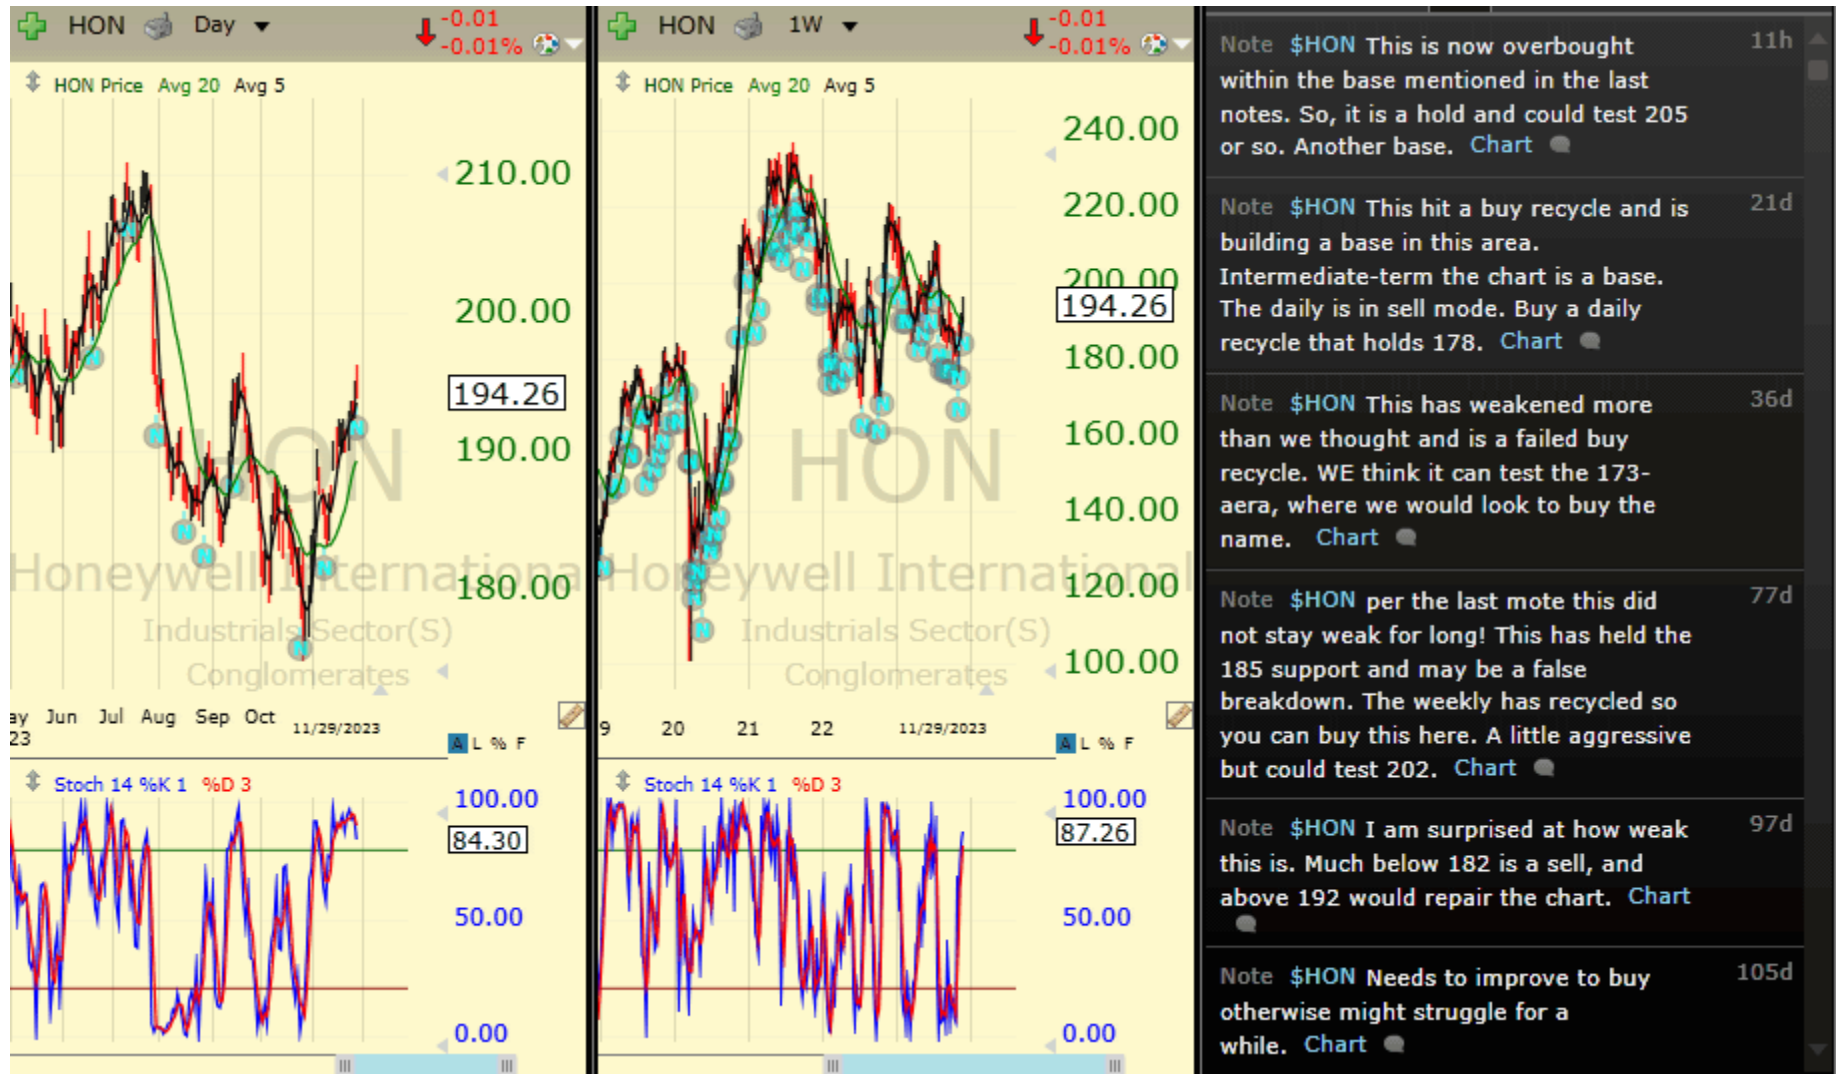 HON Day
-0.01
-0.01%
HON Price Avg 20 Avg 5
210.00
200.00
194.26
190.00
180.00
HON
Honeywell International
Industrials Sector(S)
Conglomerates
ay Jun Jul Aug Sep Oct 11/29/2023
23
A L % F
Stoch 14 %K 1 %D 3
100.00
84.30
50.00
0.00
HON 1W
-0.01
-0.01%
HON Price Avg 20 Avg 5
240.00
220.00
200.00
194.26
180.00
160.00
140.00
120.00
100.00
HON
Honeywell International
Industrials Sector(S)
Conglomerates
9 20 21 22 11/29/2023
A L % F
Stoch 14 %K 1 %D 3
100.00
87.26
50.00
0.00
Note $HON This is now overbought 11h
within the base mentioned in the last
notes. So, it is a hold and could test 205
or so. Another base. Chart
Note $HON This hit a buy recycle and is 21d
building a base in this area.
Intermediate-term the chart is a base.
The daily is in sell mode. Buy a daily
recycle that holds 178. Chart
Note $HON This has weakened more 36d
than we thought and is a failed buy
recycle. WE think it can test the 173-
aera, where we would look to buy the
name. Chart
Note $HON per the last mote this did 77d
not stay weak for long! This has held the
185 support and may be a false
breakdown. The weekly has recycled so
you can buy this here. A little aggressive
but could test 202. Chart
Note $HON I am surprised at how weak 97d
this is. Much below 182 is a sell, and
above 192 would repair the chart. Chart
Note $HON Needs to improve to buy 105d
otherwise might struggle for a
while. Chart